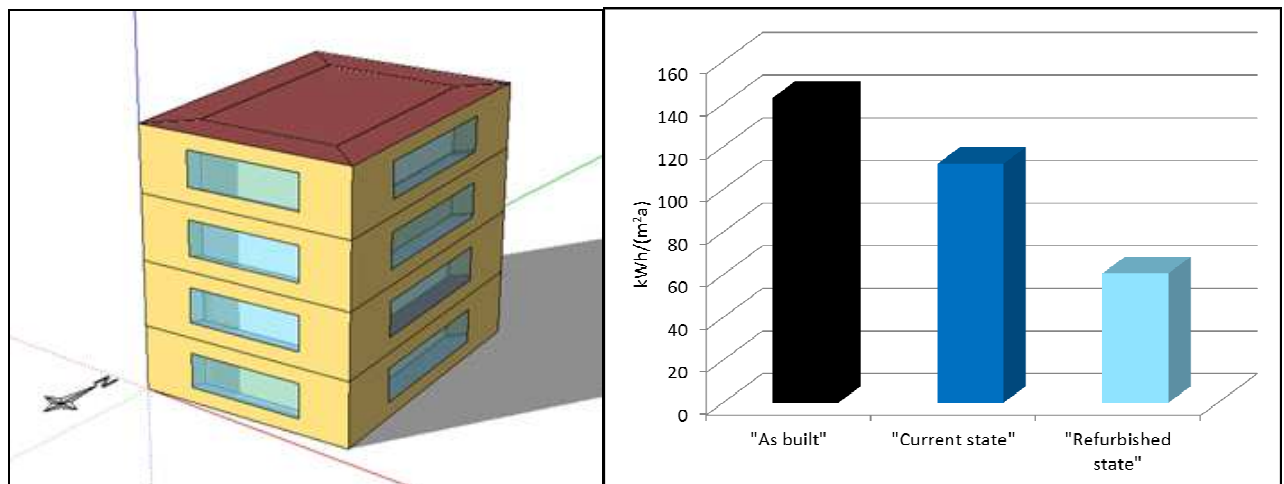 N
160
140
120
100
80
60
40
20
0
kWh/(m²a)
"As built"
"Current state"
"Refurbished
state"